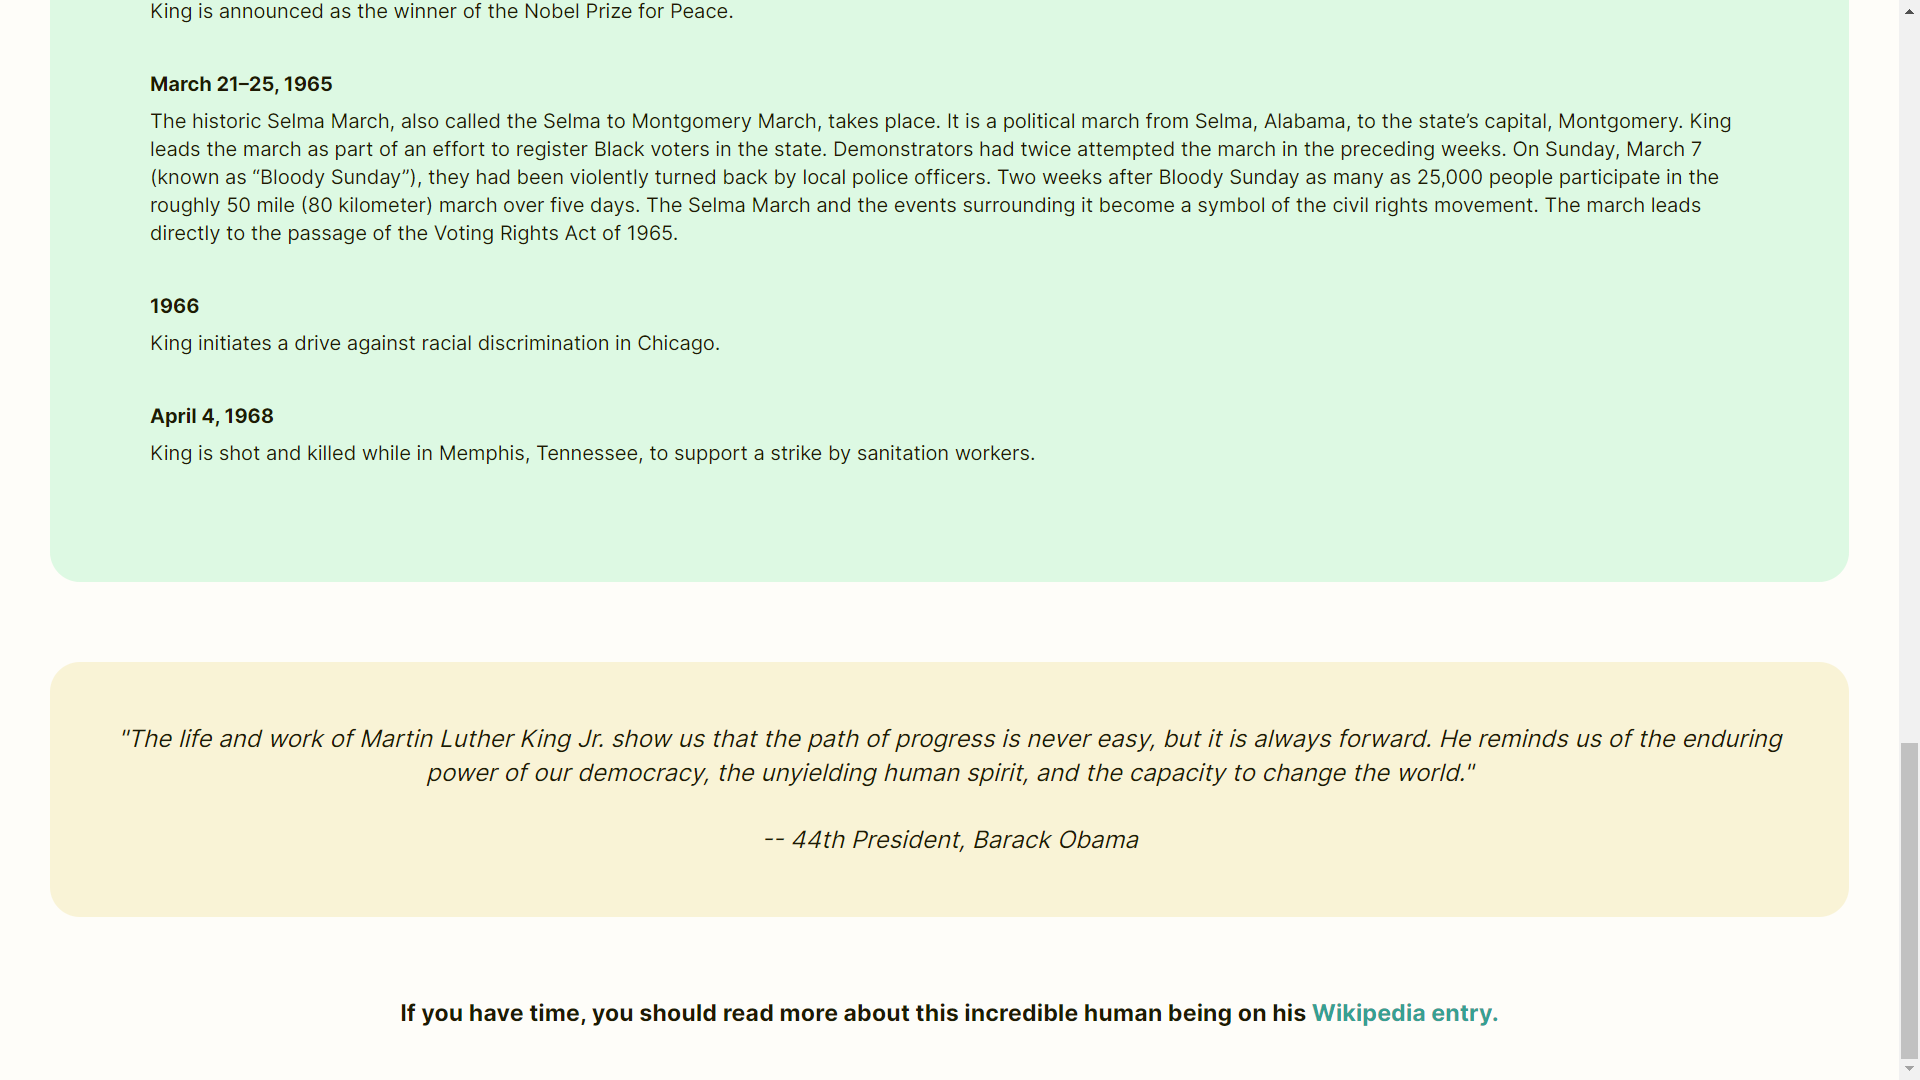 King is announced as the winner of the Nobel Prize for Peace.
March 21–25, 1965
The historic Selma March, also called the Selma to Montgomery March, takes place. It is a political march from Selma, Alabama, to the state’s capital, Montgomery. King
leads the march as part of an effort to register Black voters in the state. Demonstrators had twice attempted the march in the preceding weeks. On Sunday, March 7
(known as “Bloody Sunday”), they had been violently turned back by local police officers. Two weeks after Bloody Sunday as many as 25,000 people participate in the
roughly 50 mile (80 kilometer) march over five days. The Selma March and the events surrounding it become a symbol of the civil rights movement. The march leads
directly to the passage of the Voting Rights Act of 1965.
1966
King initiates a drive against racial discrimination in Chicago.
April 4, 1968
King is shot and killed while in Memphis, Tennessee, to support a strike by sanitation workers.
"The life and work of Martin Luther King Jr. show us that the path of progress is never easy, but it is always forward. He reminds us of the enduring
power of our democracy, the unyielding human spirit, and the capacity to change the world."
-- 44th President, Barack Obama
If you have time, you should read more about this incredible human being on his Wikipedia entry.